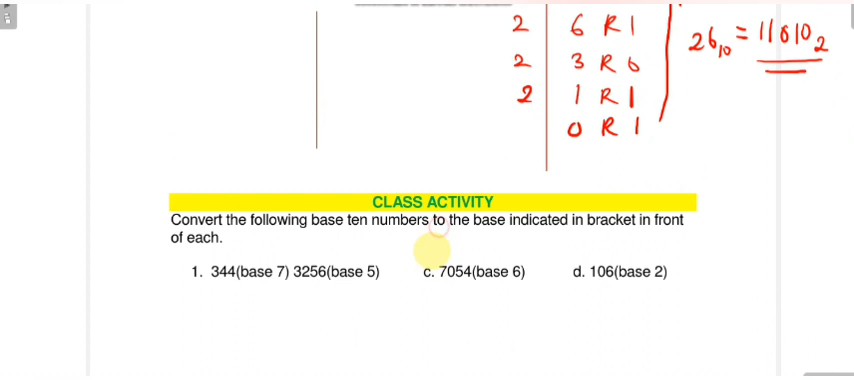 2 6 R 1
26₁₀ = 11010₂
2 3 R 0
2 1 R 1
0 R 1
CLASS ACTIVITY
Convert the following base ten numbers to the base indicated in bracket in front
of each.
1. 344(base 7) 3256(base 5) c. 7054(base 6) d. 106(base 2)